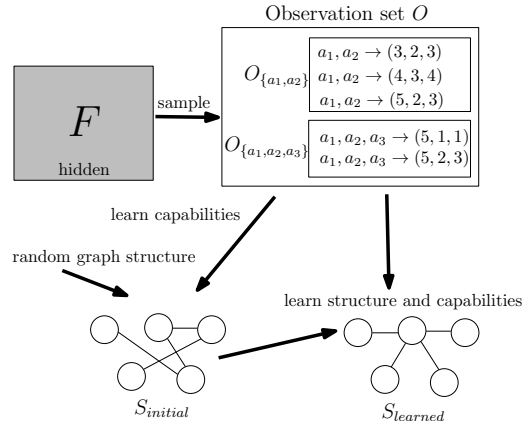 Observation set O
a₁, a₂ → (3, 2, 3)
O{a₁,a₂} a₁, a₂ → (4, 3, 4)
a₁, a₂ → (5, 2, 3)
F
hidden
sample
a₁, a₂, a₃ → (5, 1, 1)
O{a₁,a₂,a₃}
a₁, a₂, a₃ → (5, 2, 3)
learn capabilities
random graph structure
learn structure and capabilities
S_initial
S_learned